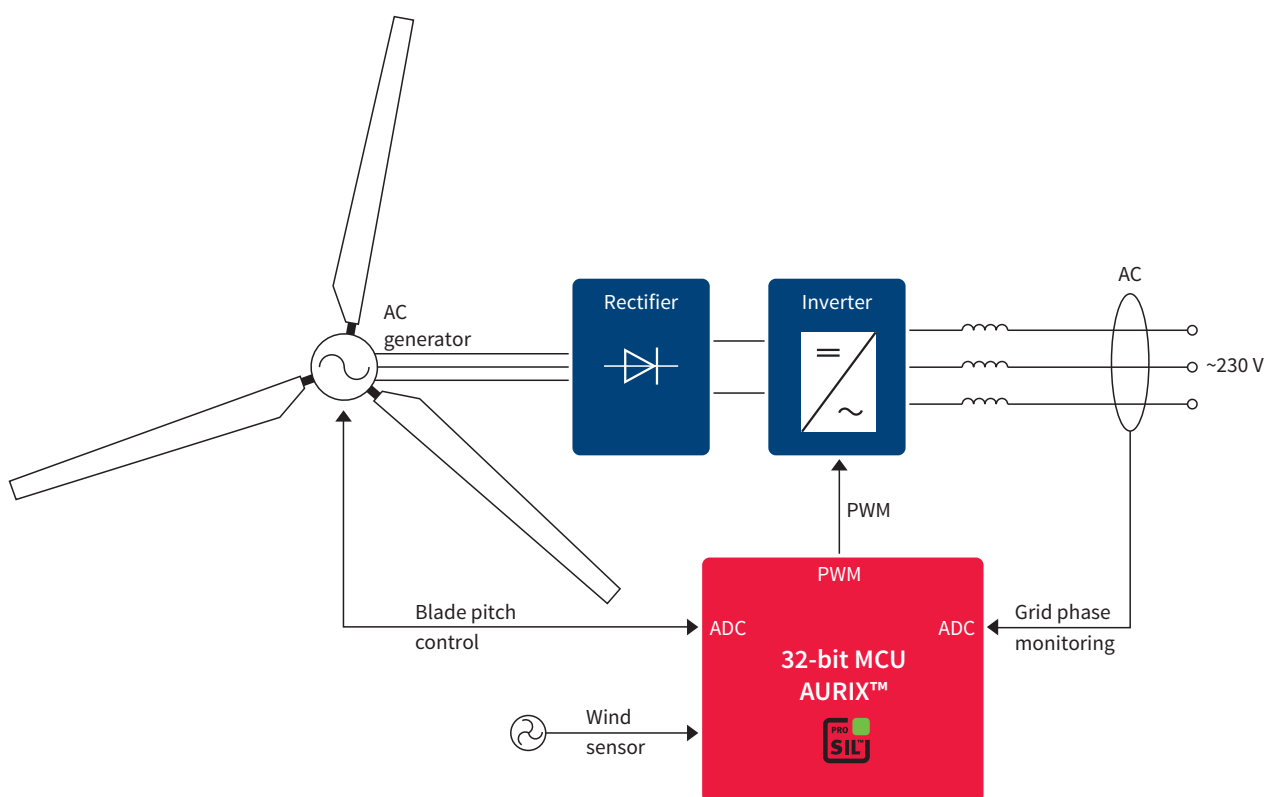 AC
generator
Rectifier
Inverter
AC
~230 V
PWM
PWM
Blade pitch
control
ADC
ADC
Grid phase
monitoring
32-bit MCU
AURIX™
Wind
sensor
PRO
SIL™